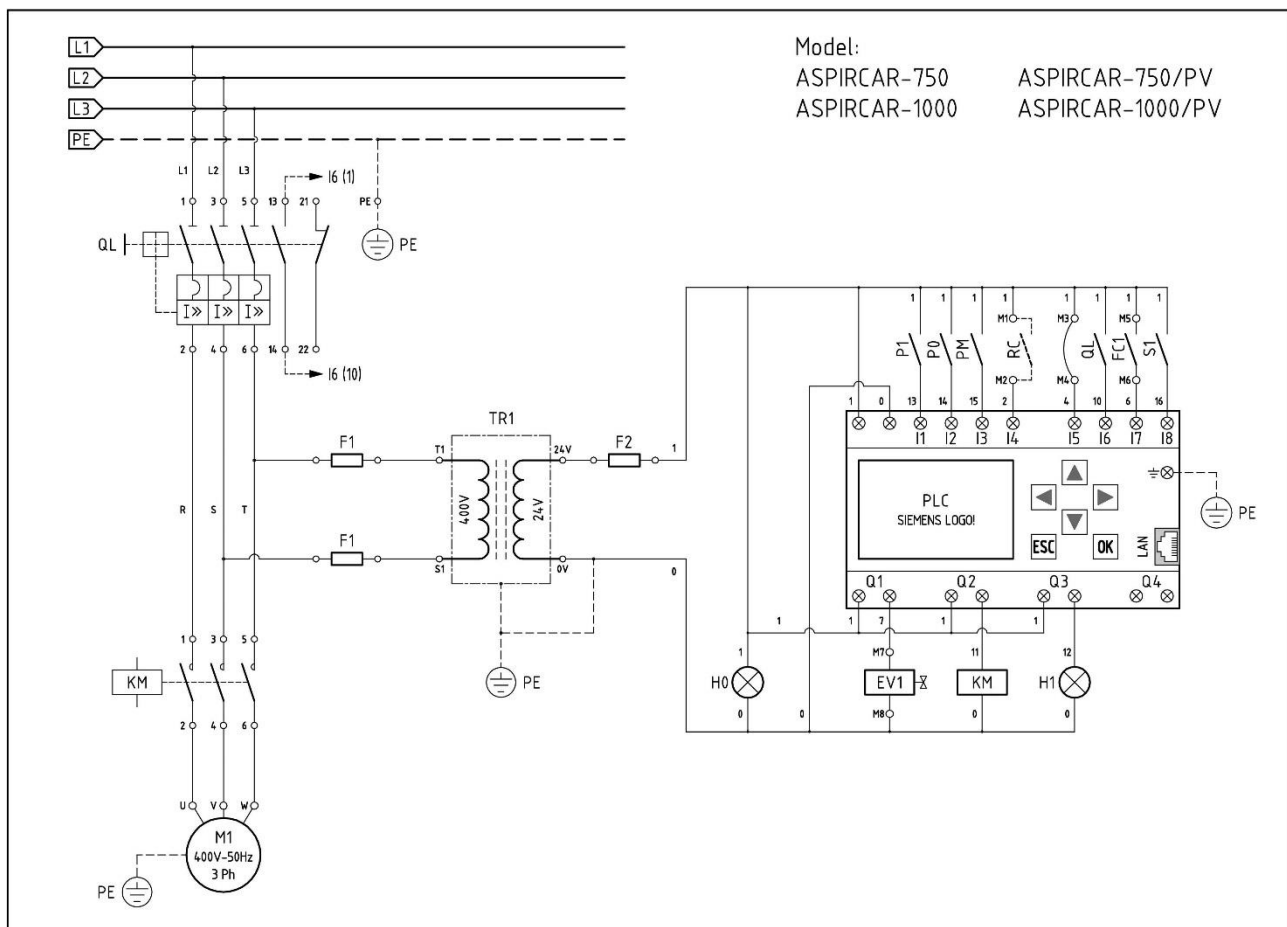 L1
Model:
L2
ASPIRCAR-750 ASPIRCAR-750/PV
L3
ASPIRCAR-1000 ASPIRCAR-1000/PV
PE
L1 L2 L3
I6 (1)
1 3 5 13 21 PE
QL PE
I» I» I»
2 4 6 14 22
I6 (10)
1 1 1 1 1 1 1
M1 M3 M5
P1 P0 PM RC QL FC1 S1
M2 M4 M6
1 0 13 14 15 2 4 10 6 16
I1 I2 I3 I4 I5 I6 I7 I8
TR1
F1 T1 24V F2 1
400V 24V
R S T
F1 S1 0V 0
PLC
SIEMENS LOGO!
ESC OK
LAN
PE
Q1 Q2 Q3 Q4
1 1 7 1 11 1 12
1 M7
H0 EV1 KM H1
0 0 M8 0 0
PE
1 3 5
KM
2 4 6
U V W
M1
400V-50Hz
3 Ph
PE